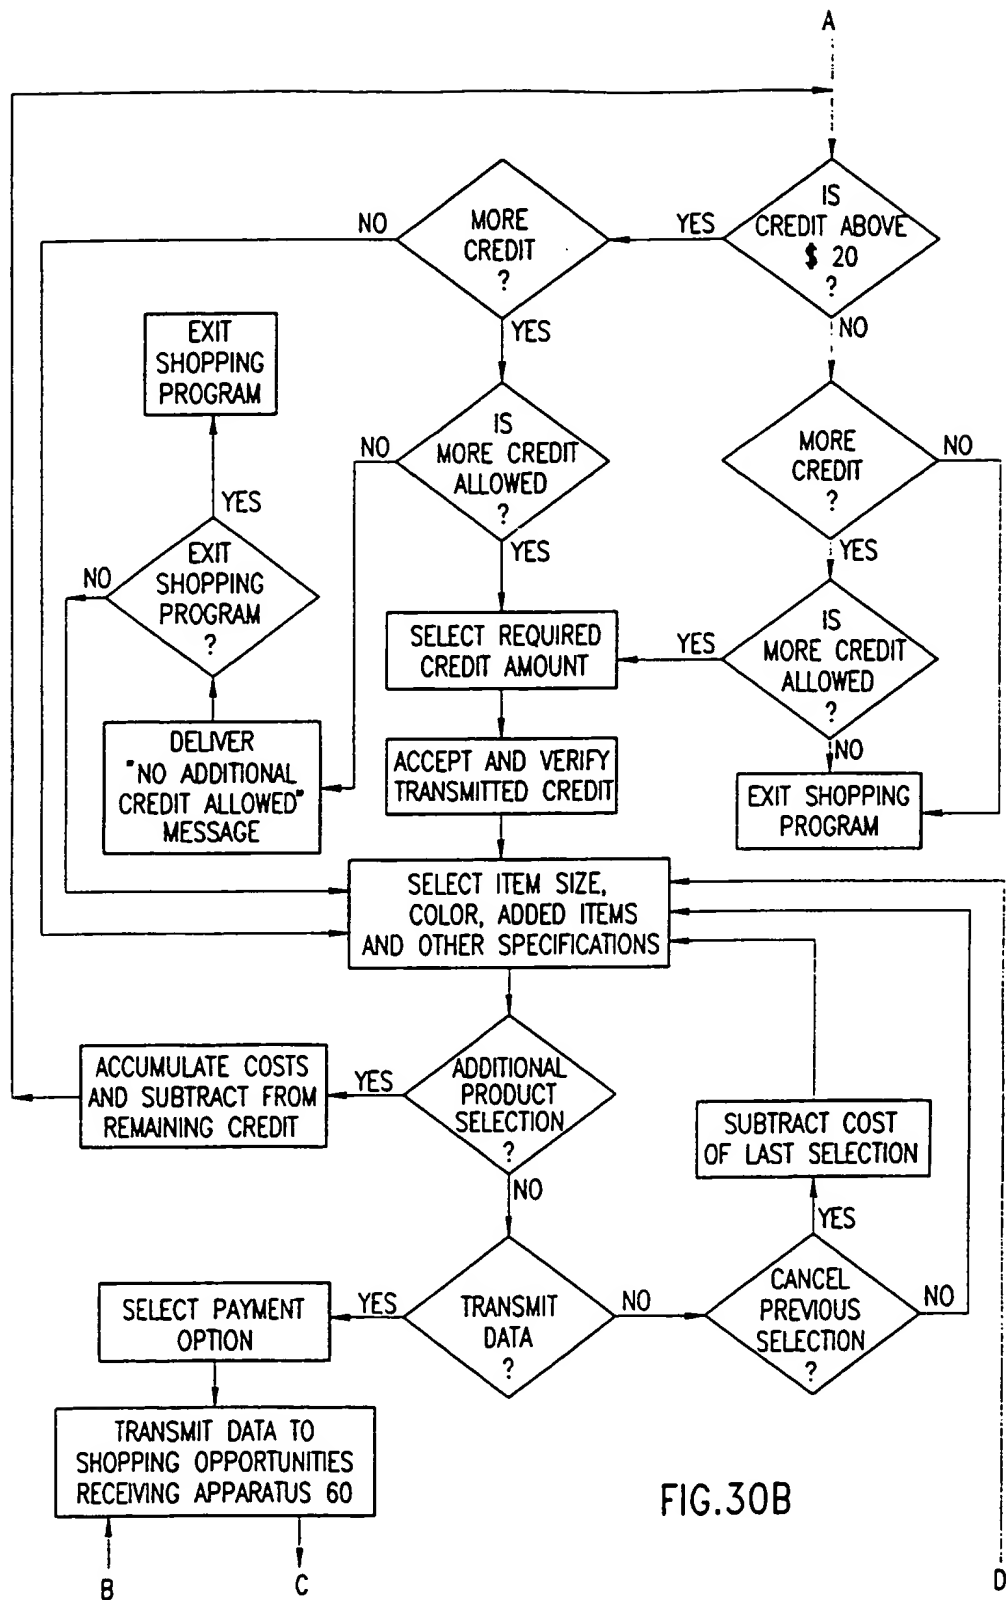 A
IS
CREDIT ABOVE
$ 20
?
YES
NO
MORE
CREDIT
?
NO
YES
EXIT
SHOPPING
PROGRAM
IS
MORE CREDIT
ALLOWED
?
NO
YES
MORE
CREDIT
?
NO
YES
YES
EXIT
SHOPPING
PROGRAM
?
NO
SELECT REQUIRED
CREDIT AMOUNT
YES
IS
MORE CREDIT
ALLOWED
?
NO
DELIVER
"NO ADDITIONAL
CREDIT ALLOWED"
MESSAGE
ACCEPT AND VERIFY
TRANSMITTED CREDIT
EXIT SHOPPING
PROGRAM
SELECT ITEM SIZE,
COLOR, ADDED ITEMS
AND OTHER SPECIFICATIONS
ACCUMULATE COSTS
AND SUBTRACT FROM
REMAINING CREDIT
YES
ADDITIONAL
PRODUCT
SELECTION
?
NO
SUBTRACT COST
OF LAST SELECTION
YES
SELECT PAYMENT
OPTION
YES
TRANSMIT
DATA
?
NO
CANCEL
PREVIOUS
SELECTION
?
NO
TRANSMIT DATA TO
SHOPPING OPPORTUNITIES
RECEIVING APPARATUS 60
FIG.30B
B
C
D